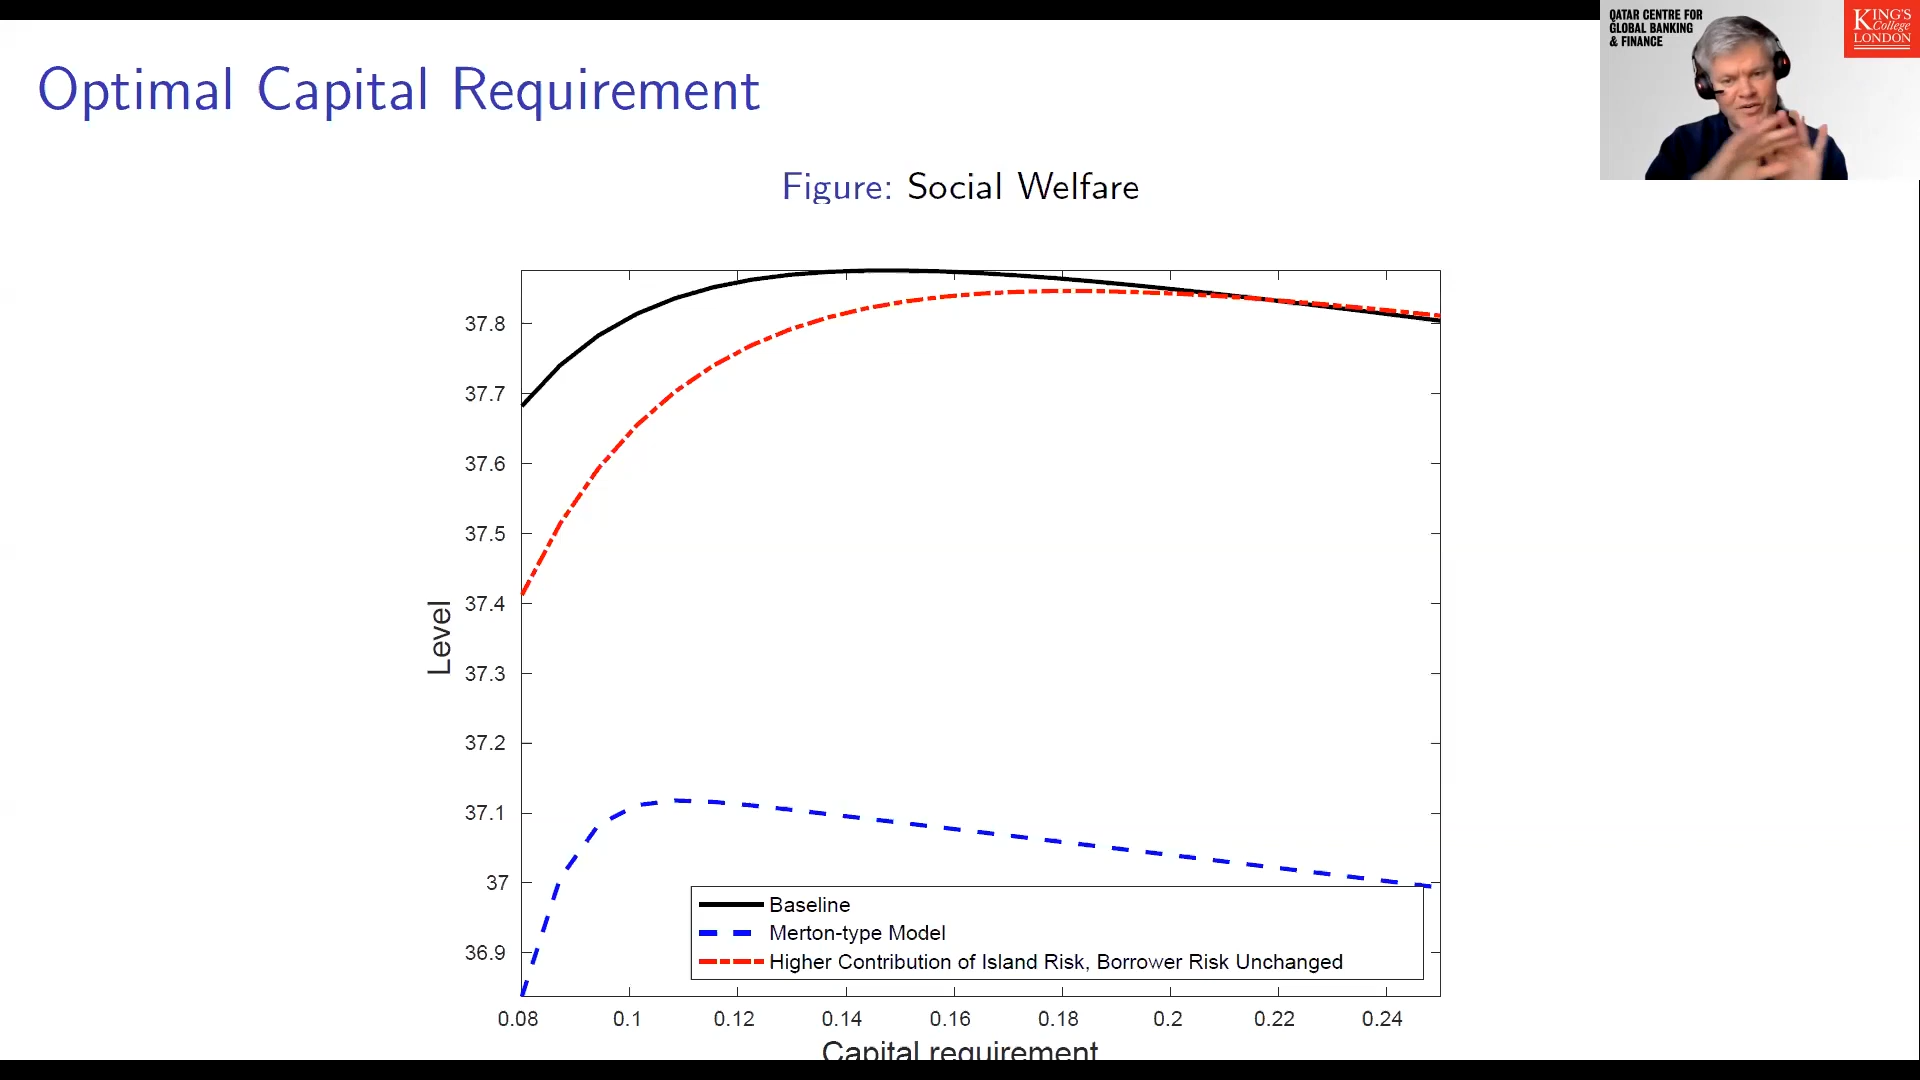 QATAR CENTRE FOR
GLOBAL BANKING
& FINANCE
KING'S
College
LONDON
Optimal Capital Requirement
Figure: Social Welfare
Level
37.8
37.7
37.6
37.5
37.4
37.3
37.2
37.1
37
36.9
Baseline
Merton-type Model
Higher Contribution of Island Risk, Borrower Risk Unchanged
0.08 0.1 0.12 0.14 0.16 0.18 0.2 0.22 0.24
Capital requirement